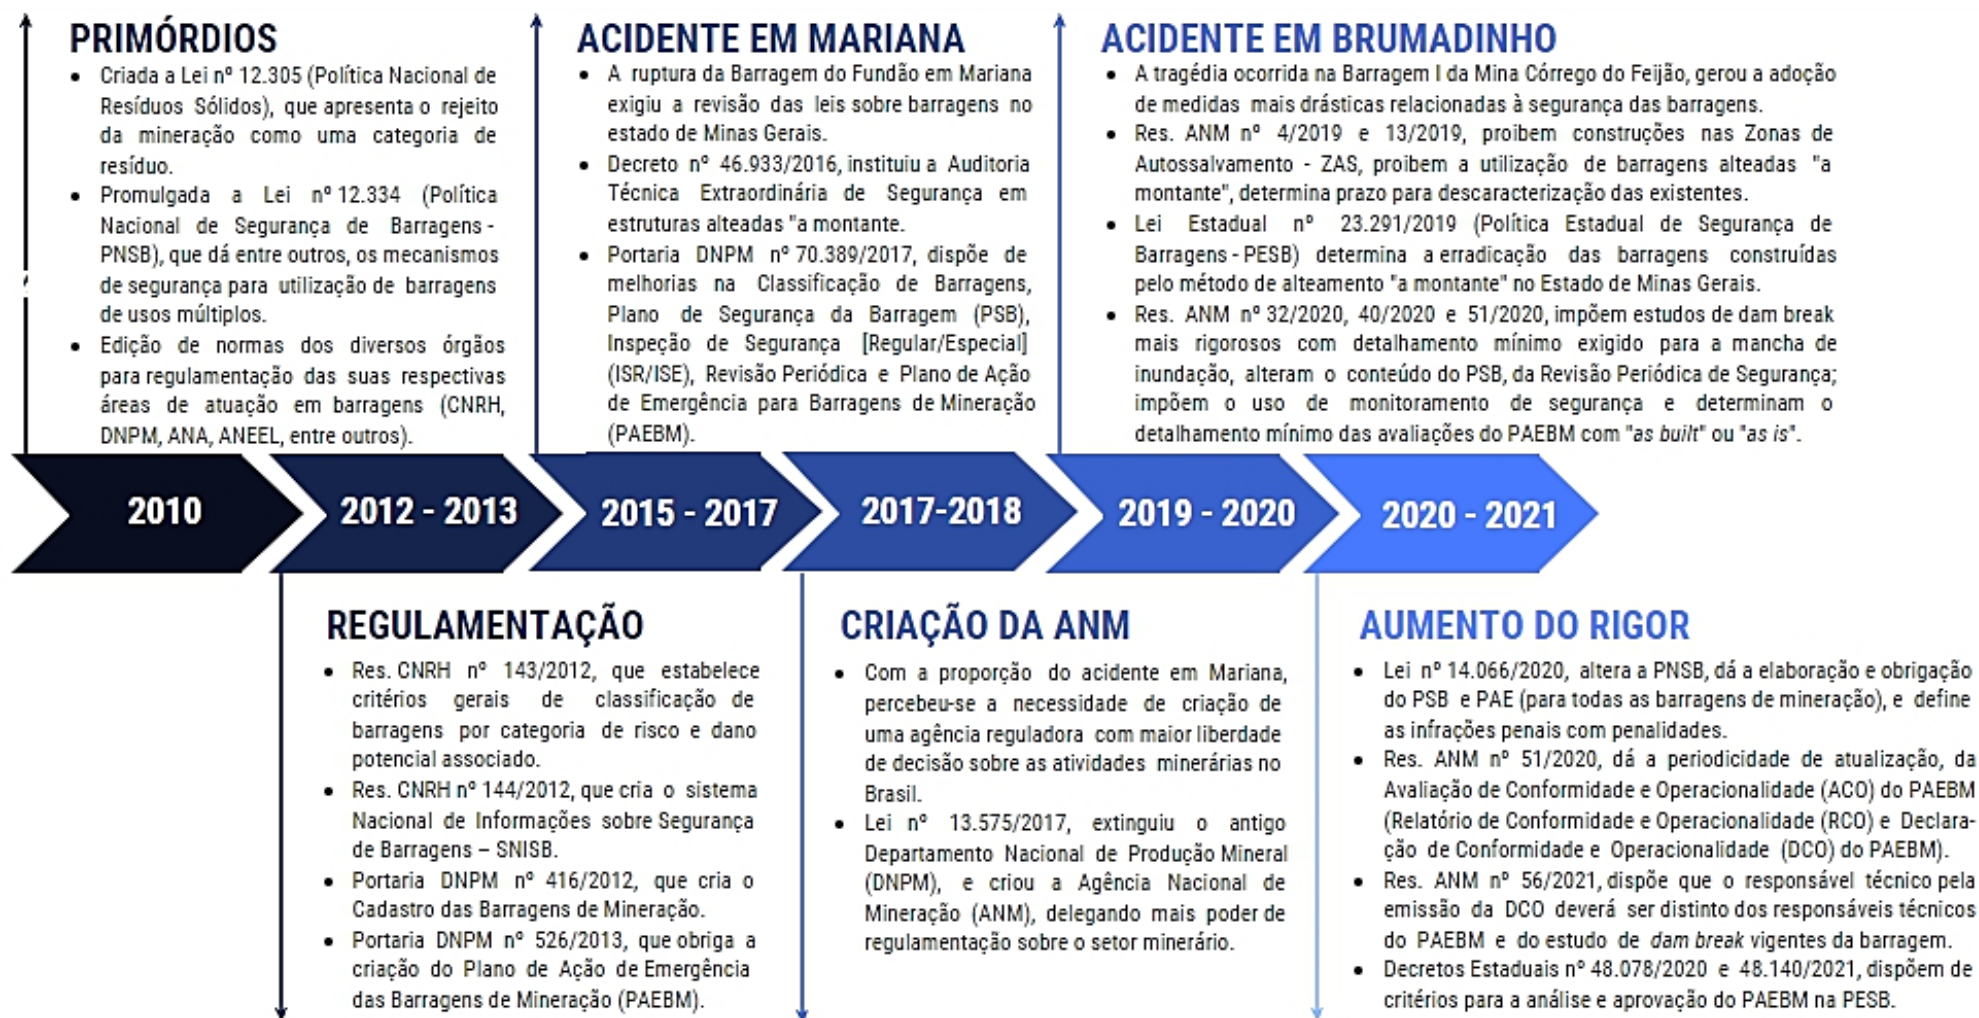 PRIMÓRDIOS
• Criada a Lei nº 12.305 (Política Nacional de
Resíduos Sólidos), que apresenta o rejeito
da mineração como uma categoria de
resíduo.
• Promulgada a Lei nº 12.334 (Política
Nacional de Segurança de Barragens -
PNSB), que dá entre outros, os mecanismos
de segurança para utilização de barragens
de usos múltiplos.
• Edição de normas dos diversos órgãos
para regulamentação das suas respectivas
áreas de atuação em barragens (CNRH,
DNPM, ANA, ANEEL, entre outros).
ACIDENTE EM MARIANA
• A ruptura da Barragem do Fundão em Mariana
exigiu a revisão das leis sobre barragens no
estado de Minas Gerais.
• Decreto nº 46.933/2016, instituiu a Auditoria
Técnica Extraordinária de Segurança em
estruturas alteadas "a montante.
• Portaria DNPM nº 70.389/2017, dispõe de
melhorias na Classificação de Barragens,
Plano de Segurança da Barragem (PSB),
Inspeção de Segurança [Regular/Especial]
(ISR/ISE), Revisão Periódica e Plano de Ação
de Emergência para Barragens de Mineração
(PAEBM).
ACIDENTE EM BRUMADINHO
• A tragédia ocorrida na Barragem I da Mina Córrego do Feijão, gerou a adoção
de medidas mais drásticas relacionadas à segurança das barragens.
• Res. ANM nº 4/2019 e 13/2019, proibem construções nas Zonas de
Autossalvamento - ZAS, proibem a utilização de barragens alteadas "a
montante", determina prazo para descaracterização das existentes.
• Lei Estadual nº 23.291/2019 (Política Estadual de Segurança de
Barragens - PESB) determina a erradicação das barragens construídas
pelo método de alteamento "a montante" no Estado de Minas Gerais.
• Res. ANM nº 32/2020, 40/2020 e 51/2020, impõem estudos de dam break
mais rigorosos com detalhamento mínimo exigido para a mancha de
inundação, alteram o conteúdo do PSB, da Revisão Periódica de Segurança;
impõem o uso de monitoramento de segurança e determinam o
detalhamento mínimo das avaliações do PAEBM com "as built" ou "as is".
2010
2012 - 2013
2015 - 2017
2017-2018
2019 - 2020
2020 - 2021
REGULAMENTAÇÃO
• Res. CNRH nº 143/2012, que estabelece
critérios gerais de classificação de
barragens por categoria de risco e dano
potencial associado.
• Res. CNRH nº 144/2012, que cria o sistema
Nacional de Informações sobre Segurança
de Barragens – SNISB.
• Portaria DNPM nº 416/2012, que cria o
Cadastro das Barragens de Mineração.
• Portaria DNPM nº 526/2013, que obriga a
criação do Plano de Ação de Emergência
das Barragens de Mineração (PAEBM).
CRIAÇÃO DA ANM
• Com a proporção do acidente em Mariana,
percebeu-se a necessidade de criação de
uma agência reguladora com maior liberdade
de decisão sobre as atividades minerárias no
Brasil.
• Lei nº 13.575/2017, extinguiu o antigo
Departamento Nacional de Produção Mineral
(DNPM), e criou a Agência Nacional de
Mineração (ANM), delegando mais poder de
regulamentação sobre o setor minerário.
AUMENTO DO RIGOR
• Lei nº 14.066/2020, altera a PNSB, dá a elaboração e obrigação
do PSB e PAE (para todas as barragens de mineração), e define
as infrações penais com penalidades.
• Res. ANM nº 51/2020, dá a periodicidade de atualização, da
Avaliação de Conformidade e Operacionalidade (ACO) do PAEBM
(Relatório de Conformidade e Operacionalidade (RCO) e Declara-
ção de Conformidade e Operacionalidade (DCO) do PAEBM).
• Res. ANM nº 56/2021, dispõe que o responsável técnico pela
emissão da DCO deverá ser distinto dos responsáveis técnicos
do PAEBM e do estudo de dam break vigentes da barragem.
• Decretos Estaduais nº 48.078/2020 e 48.140/2021, dispõem de
critérios para a análise e aprovação do PAEBM na PESB.